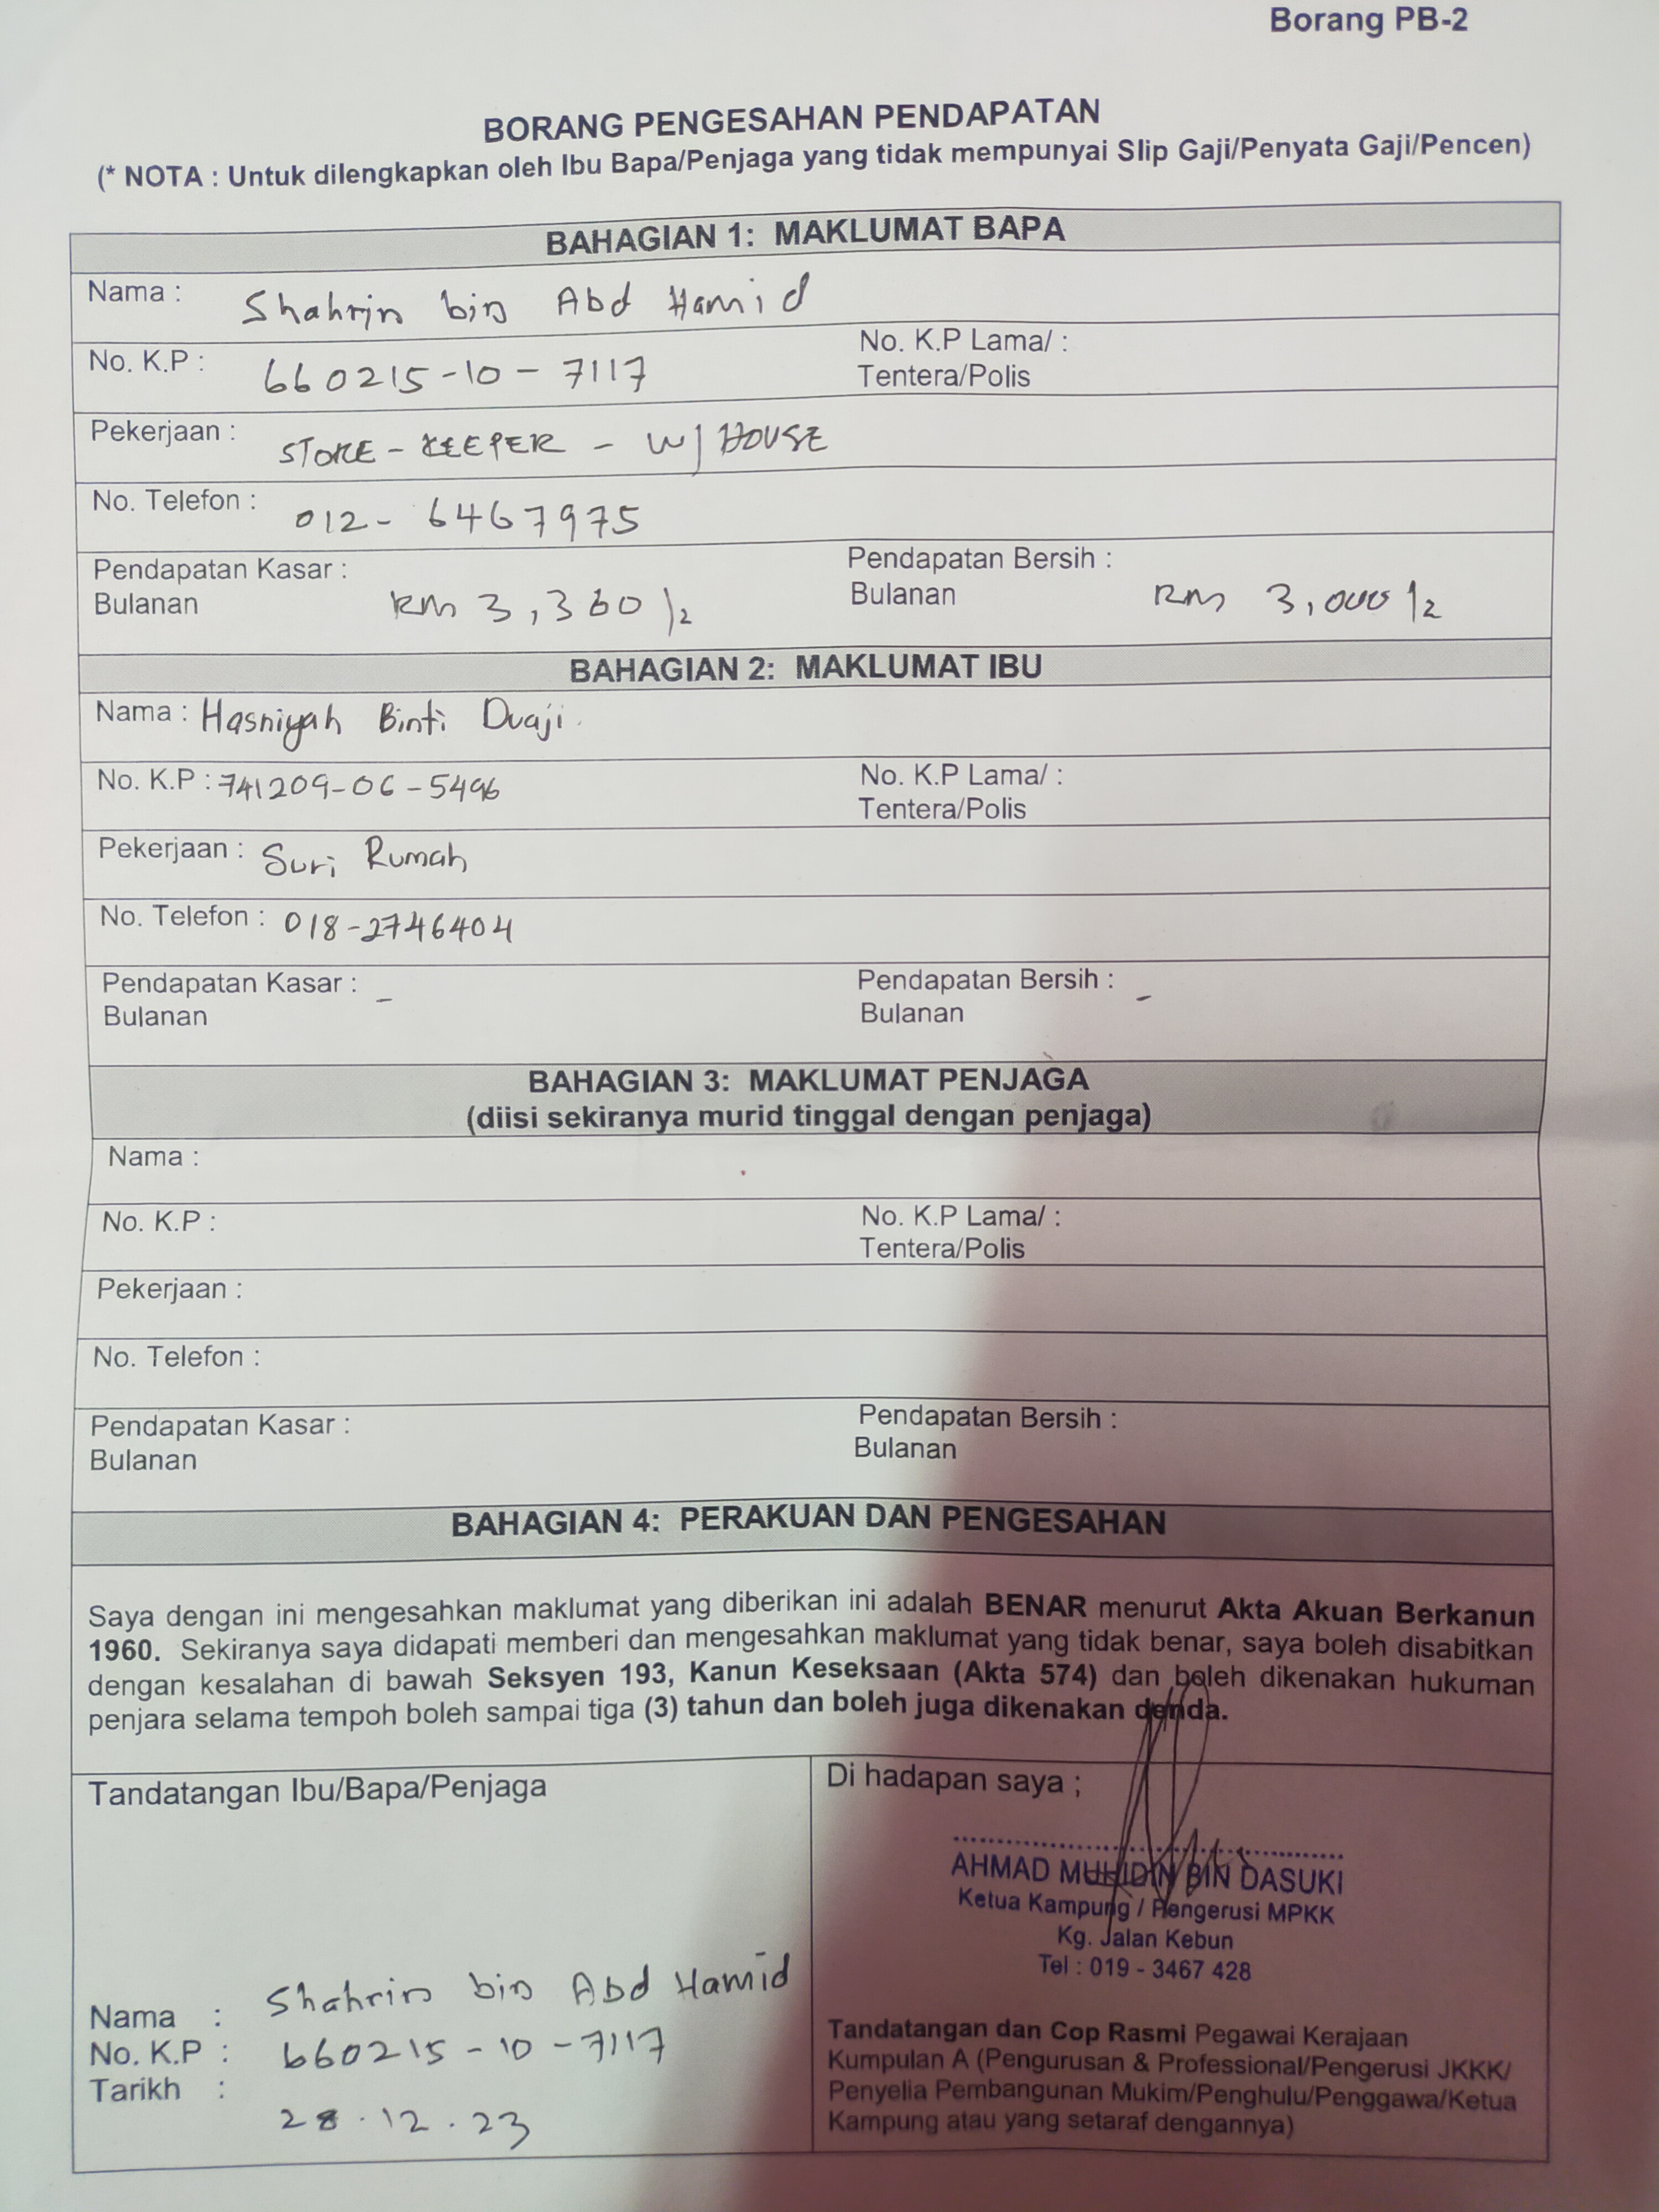 Borang PB-2
BORANG PENGESAHAN PENDAPATAN
(* NOTA : Untuk dilengkapkan oleh Ibu Bapa/Penjaga yang tidak mempunyai Slip Gaji/Penyata Gaji/Pencen)
BAHAGIAN 1: MAKLUMAT BAPA
Nama : Shahrin bin Abd Hamid
No. K.P : 660215-10-7117 No. K.P Lama/ :
Tentera/Polis
Pekerjaan : STORE-KEEPER - W/HOUSE
No. Telefon : 012-6467975
Pendapatan Kasar : Pendapatan Bersih :
Bulanan RM 3,360 Bulanan RM 3,000
BAHAGIAN 2: MAKLUMAT IBU
Nama : Hasniyah Binti Duaji.
No. K.P : 741209-06-5496 No. K.P Lama/ :
Tentera/Polis
Pekerjaan : Suri Rumah
No. Telefon : 018-2746404
Pendapatan Kasar : - Pendapatan Bersih : -
Bulanan Bulanan
BAHAGIAN 3: MAKLUMAT PENJAGA
(diisi sekiranya murid tinggal dengan penjaga)
Nama :
No. K.P : No. K.P Lama/ :
Tentera/Polis
Pekerjaan :
No. Telefon :
Pendapatan Kasar : Pendapatan Bersih :
Bulanan Bulanan
BAHAGIAN 4: PERAKUAN DAN PENGESAHAN
Saya dengan ini mengesahkan maklumat yang diberikan ini adalah BENAR menurut Akta Akuan Berkanun
1960. Sekiranya saya didapati memberi dan mengesahkan maklumat yang tidak benar, saya boleh disabitkan
dengan kesalahan di bawah Seksyen 193, Kanun Keseksaan (Akta 574) dan boleh dikenakan hukuman
penjara selama tempoh boleh sampai tiga (3) tahun dan boleh juga dikenakan denda.
Tandatangan Ibu/Bapa/Penjaga
Nama : Shahrin bin Abd Hamid
No. K.P : 660215-10-7117
Tarikh :
28.12.23
Di hadapan saya ;
AHMAD MUHIDIN BIN DASUKI
Ketua Kampung / Pengerusi MPKK
Kg. Jalan Kebun
Tel : 019 - 3467 428
Tandatangan dan Cop Rasmi Pegawai Kerajaan
Kumpulan A (Pengurusan & Professional/Pengerusi JKKK/
Penyelia Pembangunan Mukim/Penghulu/Penggawa/Ketua
Kampung atau yang setaraf dengannya)